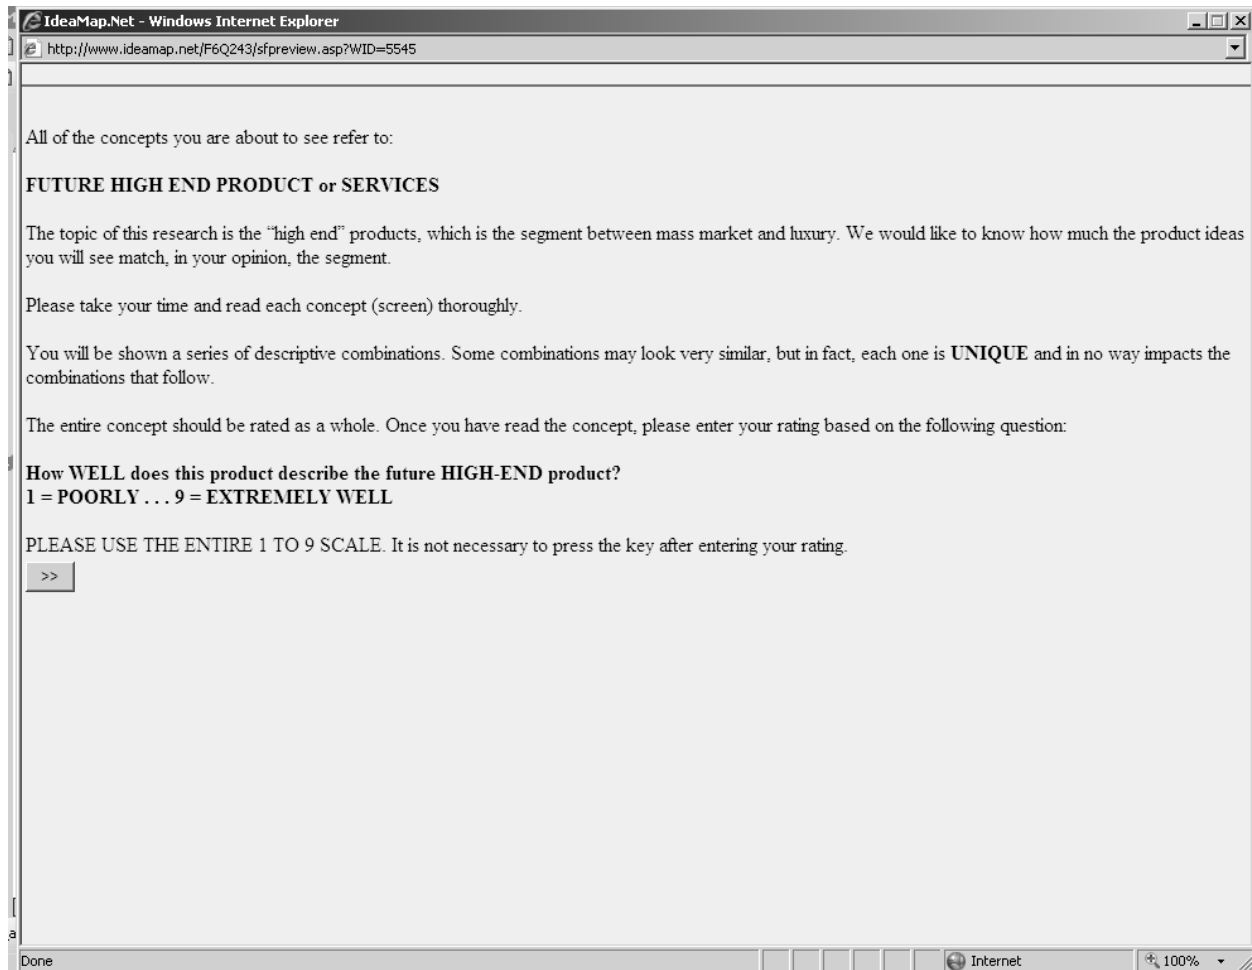 IdeaMap.Net - Windows Internet Explorer
http://www.ideamap.net/F6Q243/sfpreview.asp?WID=5545
All of the concepts you are about to see refer to:
FUTURE HIGH END PRODUCT or SERVICES
The topic of this research is the “high end” products, which is the segment between mass market and luxury. We would like to know how much the product ideas
you will see match, in your opinion, the segment.
Please take your time and read each concept (screen) thoroughly.
You will be shown a series of descriptive combinations. Some combinations may look very similar, but in fact, each one is UNIQUE and in no way impacts the
combinations that follow.
The entire concept should be rated as a whole. Once you have read the concept, please enter your rating based on the following question:
How WELL does this product describe the future HIGH-END product?
1 = POORLY . . . 9 = EXTREMELY WELL
PLEASE USE THE ENTIRE 1 TO 9 SCALE. It is not necessary to press the key after entering your rating.
>>
Done
Internet
100%